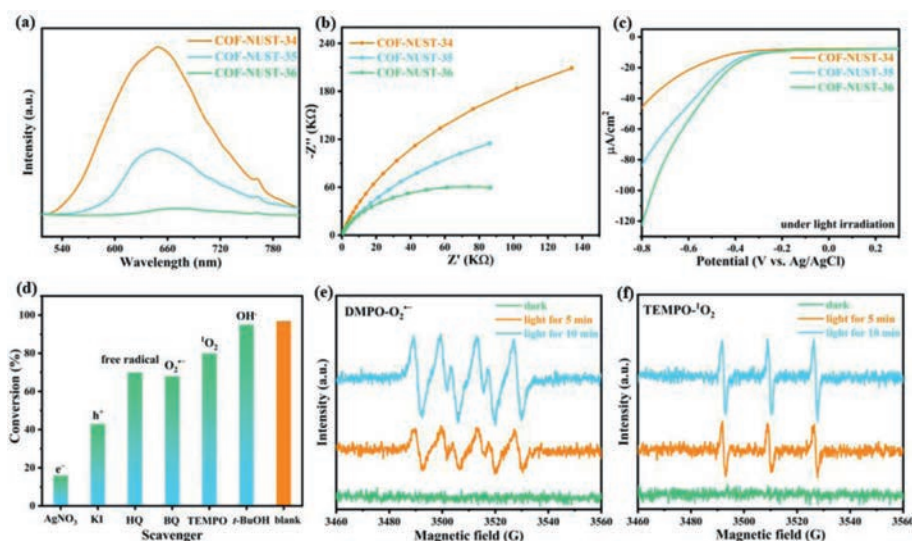 (a)
COF-NUST-34
COF-NUST-35
COF-NUST-36
Intensity (a.u.)
540 600 660 720 780
Wavelength (nm)
(b)
240
180
120
60
0
COF-NUST-34
COF-NUST-35
COF-NUST-36
-Z'' (KΩ)
0 20 40 60 80 100 120 140
Z' (KΩ)
(c)
0
-20
-40
-60
-80
-100
-120
COF-NUST-34
COF-NUST-35
COF-NUST-36
μA/cm²
under light irradiation
-0.8 -0.6 -0.4 -0.2 0.0 0.2
Potential (V vs. Ag/AgCl)
(d)
100
80
60
40
20
0
Conversion (%)
e⁻
h⁺
free radical
O₂•⁻
¹O₂
OH·
AgNO₃ KI HQ BQ TEMPO t-BuOH blank
Scavenger
(e)
DMPO-O₂•⁻
dark
light for 5 min
light for 10 min
Intensity (a.u.)
3460 3480 3500 3520 3540 3560
Magnetic field (G)
(f)
TEMPO-¹O₂
dark
light for 5 min
light for 10 min
Intensity (a.u.)
3460 3480 3500 3520 3540 3560
Magnetic field (G)